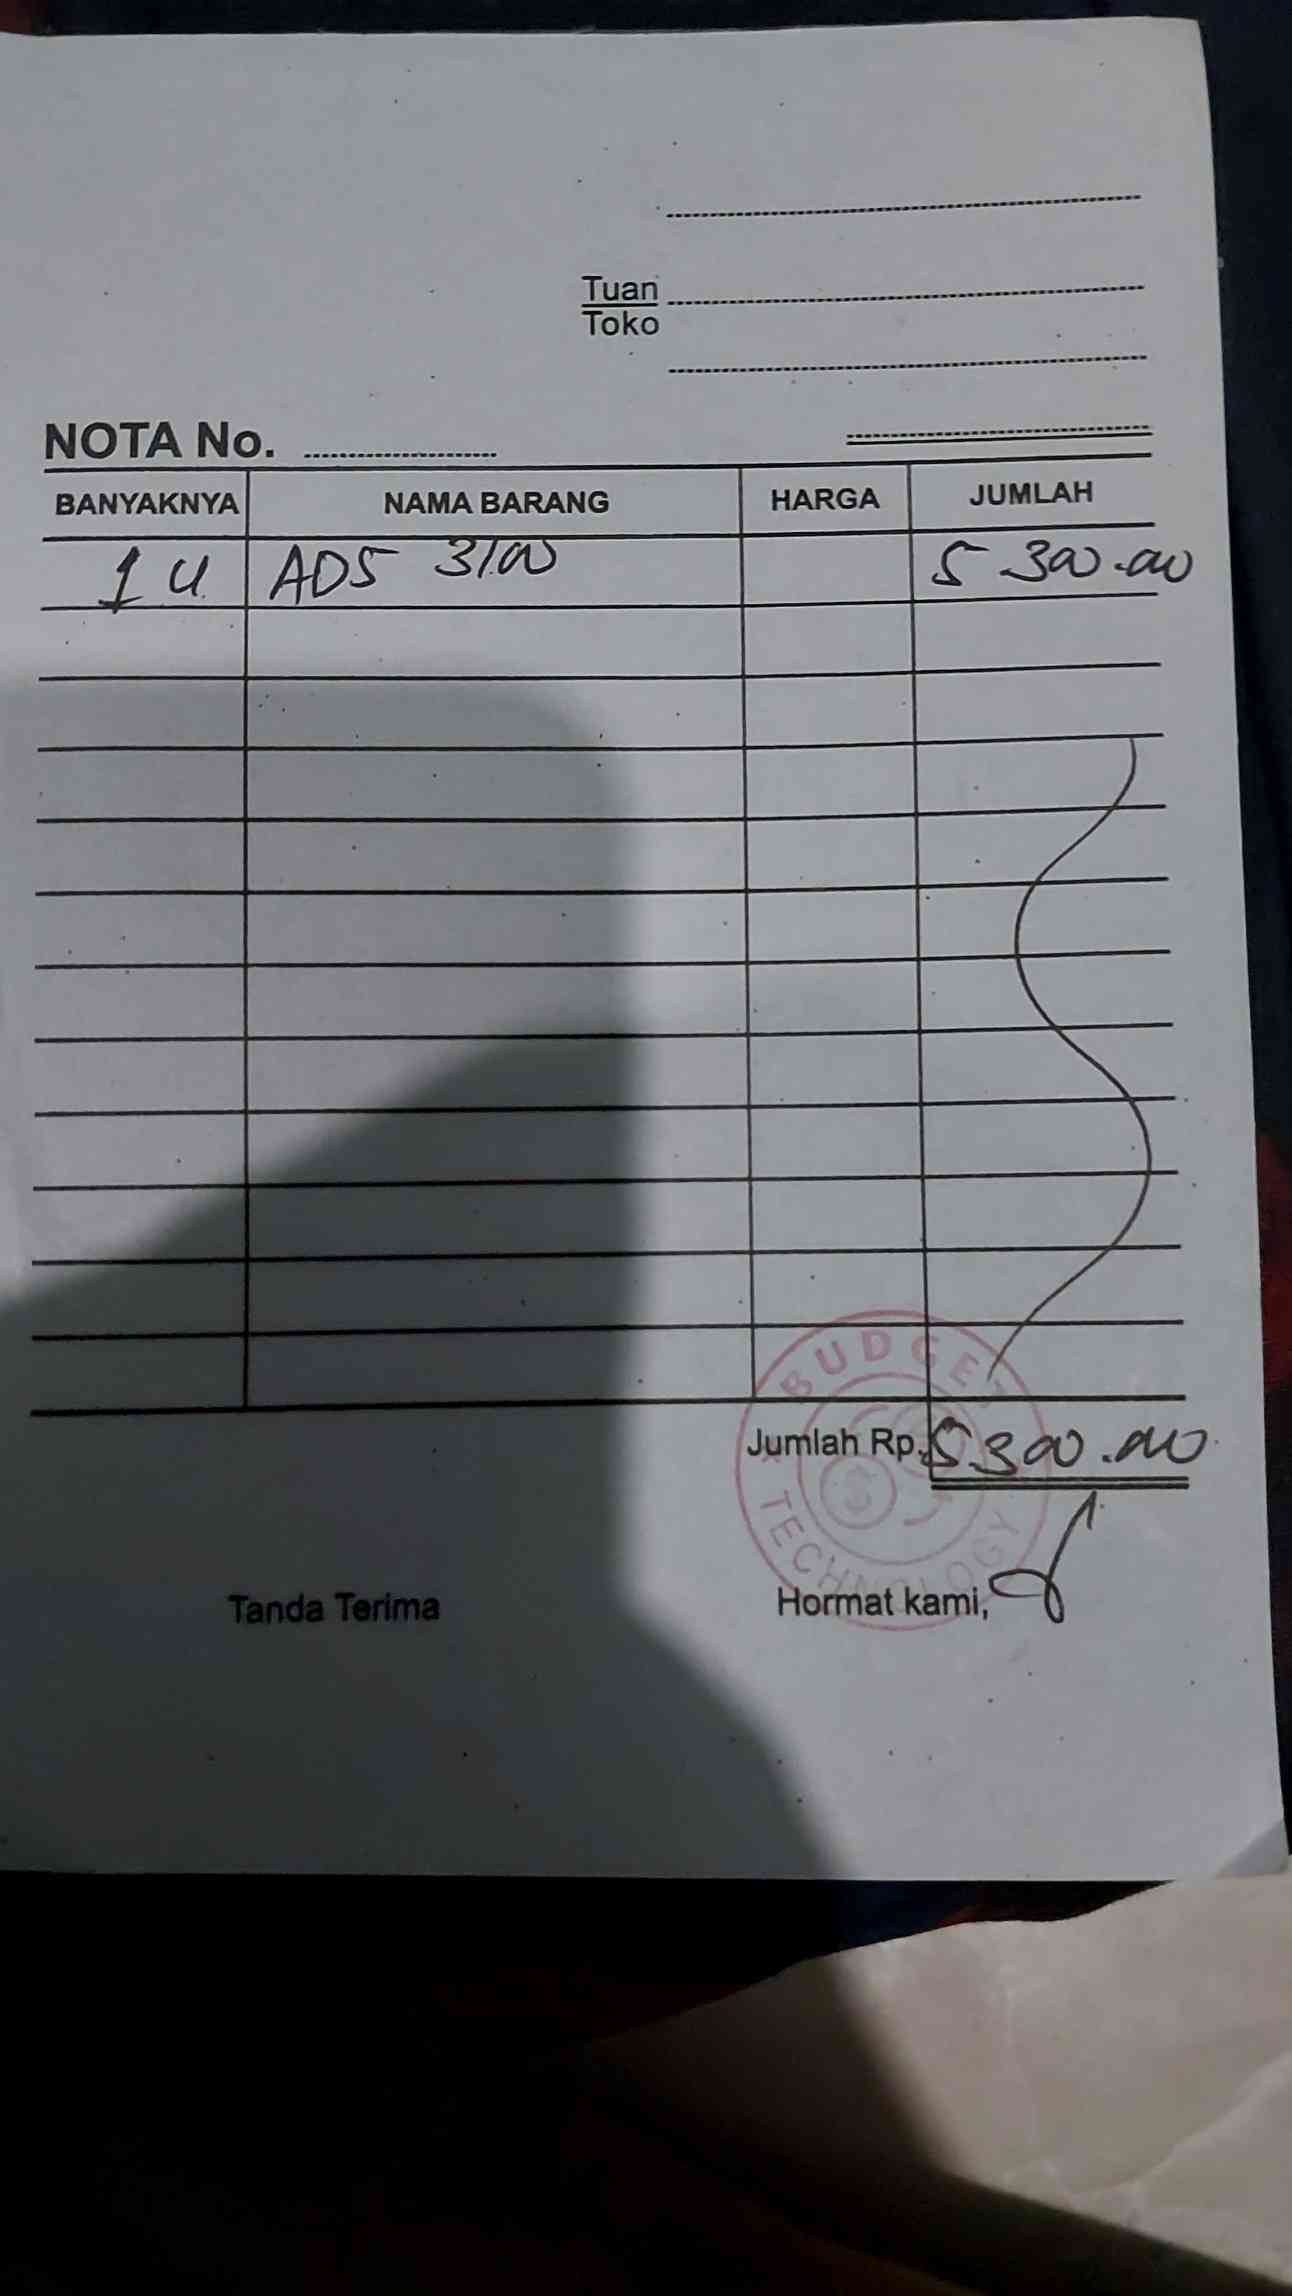 Tuan
Toko
NOTA No.
BANYAKNYA NAMA BARANG HARGA JUMLAH
1 U ADS 3100 5.300.000
Jumlah Rp. 5.300.000
BUDGET TECHNOLOGY
Tanda Terima Hormat kami,